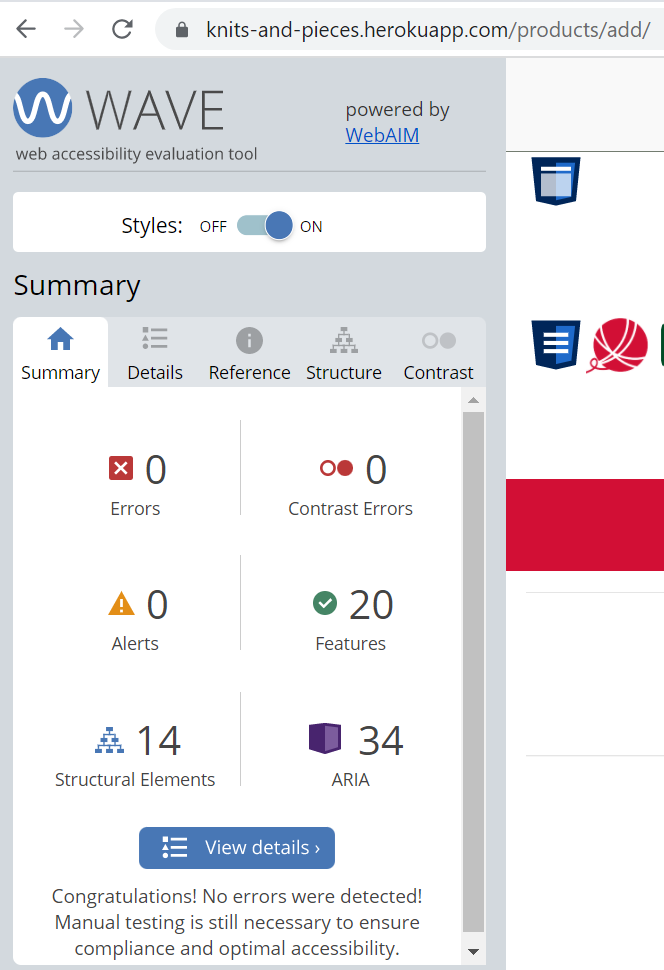 knits-and-pieces.herokuapp.com/products/add/
WAVE
web accessibility evaluation tool
powered by
WebAIM
Styles: OFF ON
Summary
Summary Details Reference Structure Contrast
0 0
Errors Contrast Errors
0 20
Alerts Features
14 34
Structural Elements ARIA
View details ›
Congratulations! No errors were detected!
Manual testing is still necessary to ensure
compliance and optimal accessibility.